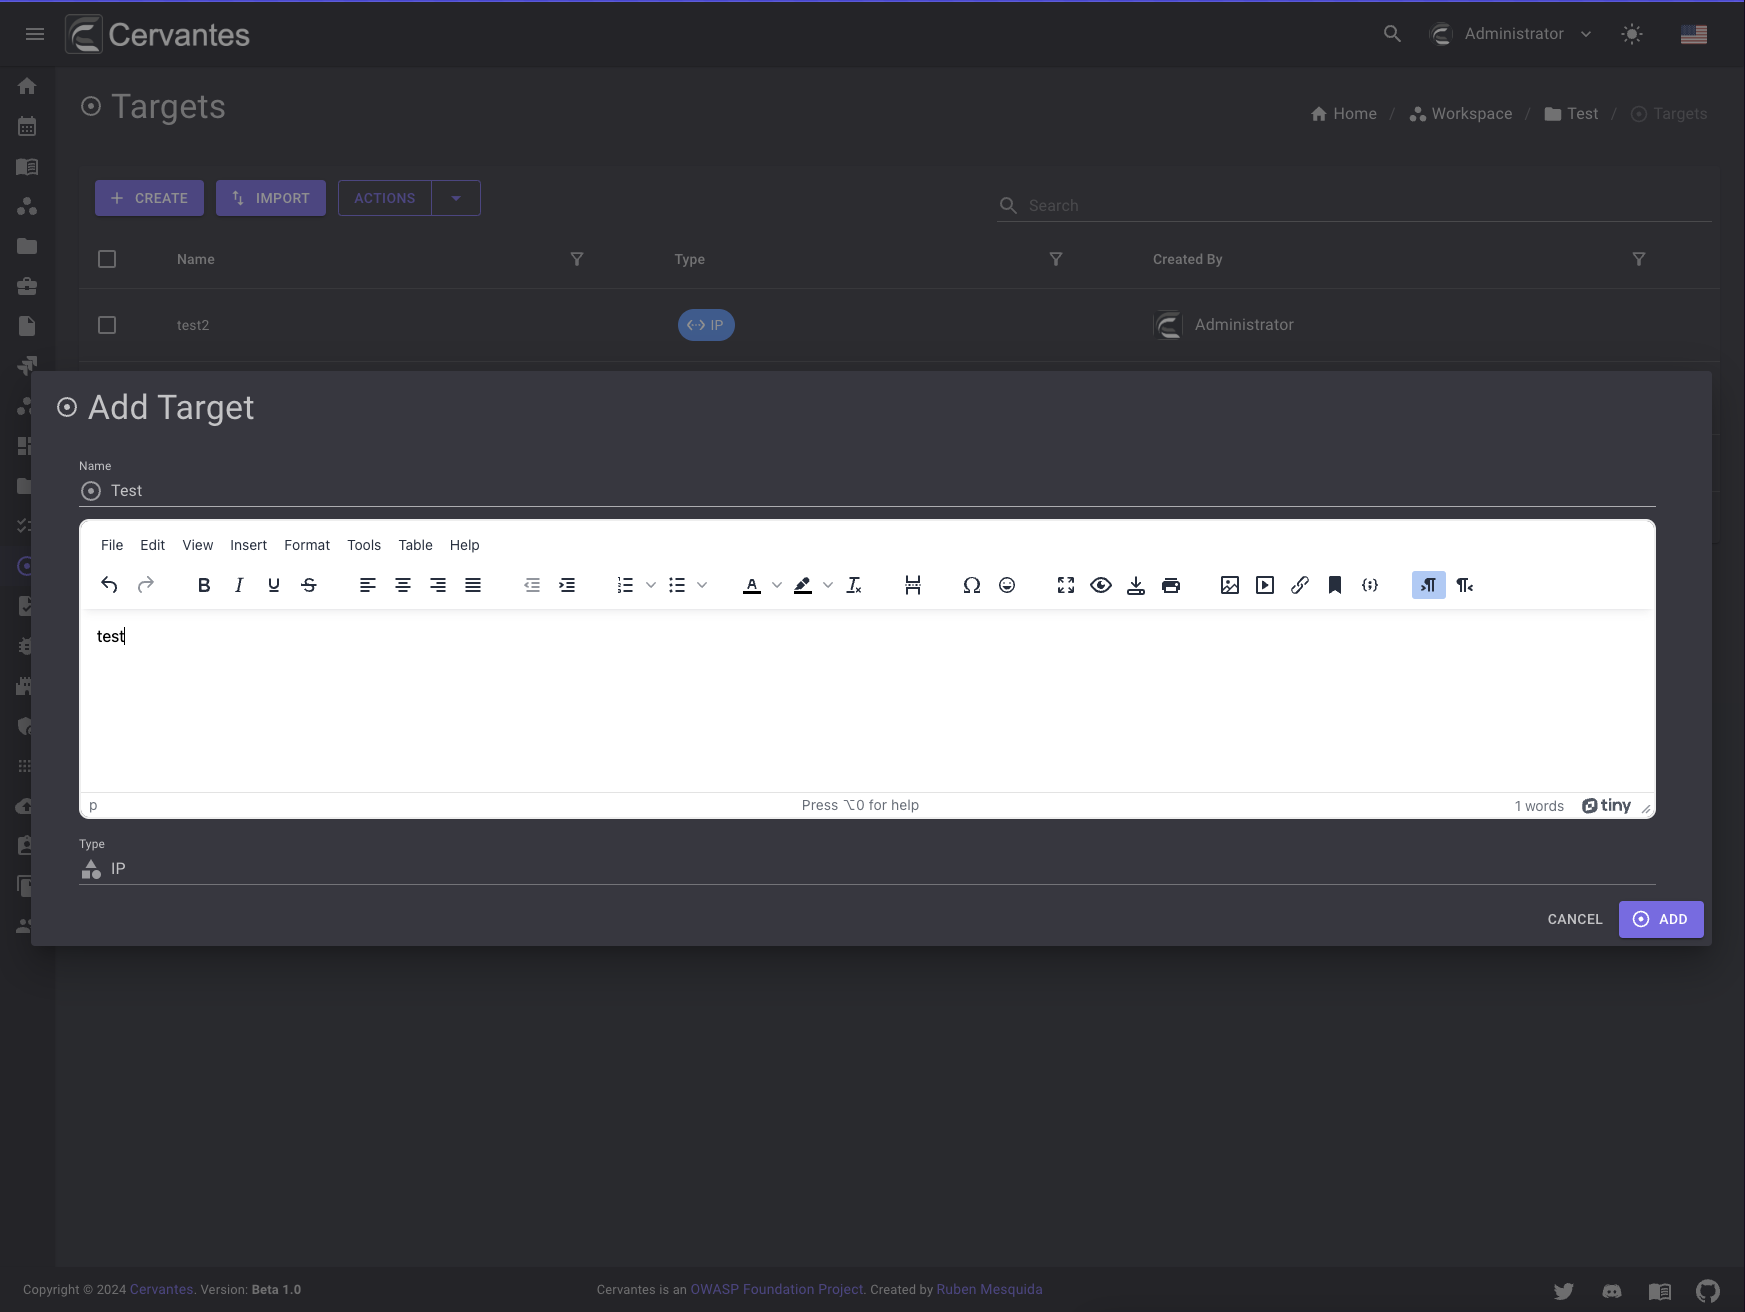 Cervantes
Administrator
Targets
Home / Workspace / Test / Targets
CREATE IMPORT ACTIONS
Search
Name Type Created By
test2 IP Administrator
Add Target
Name
Test
File Edit View Insert Format Tools Table Help
test
p Press ⌥0 for help 1 words tiny
Type
IP
CANCEL ADD
Copyright © 2024 Cervantes. Version: Beta 1.0
Cervantes is an OWASP Foundation Project. Created by Ruben Mesquida